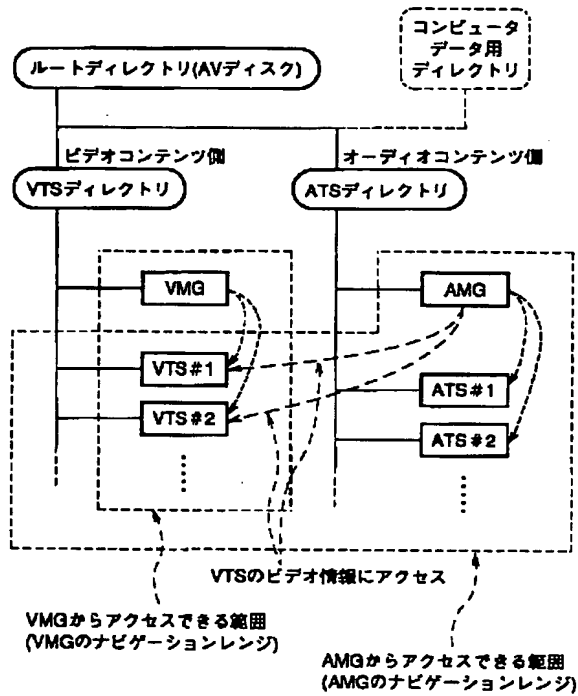 コンピュータ
データ用
ディレクトリ
ルートディレクトリ(AVディスク)
ビデオコンテンツ側
オーディオコンテンツ側
VTSディレクトリ
ATSディレクトリ
VMG
AMG
VTS#1
ATS#1
VTS#2
ATS#2
VTSのビデオ情報にアクセス
VMGからアクセスできる範囲
(VMGのナビゲーションレンジ)
AMGからアクセスできる範囲
(AMGのナビゲーションレンジ)